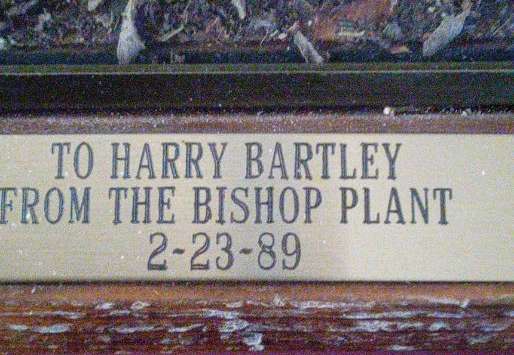 TO HARRY BARTLEY
FROM THE BISHOP PLANT
2-23-89